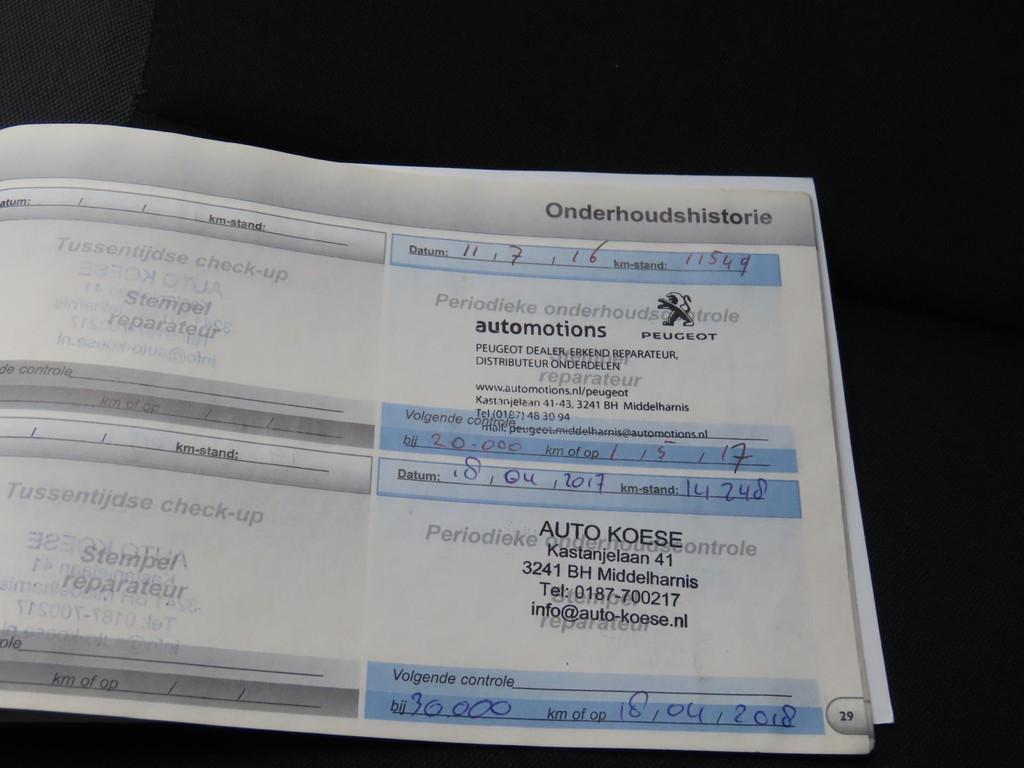 Onderhoudshistorie
atum: / / km-stand:
Tussentijdse check-up
Stempel
reparateur
de controle
km of op / /
/ / km-stand:
Tussentijdse check-up
Stempel
reparateur
ole
km of op / /
Datum: 11 , 7 , 16 km-stand: 11549
Periodieke onderhoudscontrole
automotions PEUGEOT
PEUGEOT DEALER, ERKEND REPARATEUR,
DISTRIBUTEUR ONDERDELEN
Stempel
reparateur
www.automotions.nl/peugeot
Kastanjelaan 41-43, 3241 BH Middelharnis
Tel (0187) 48 30 94
Volgende controle
mail: peugeot.middelharnis@automotions.nl
bij 20.000 km of op 1 , 5 , 17
Datum: 18 , 04 , 2017 km-stand: 14248
AUTO KOESE
Periodieke onderhoudscontrole
Kastanjelaan 41
3241 BH Middelharnis
Tel: 0187-700217
Stempel
info@auto-koese.nl
reparateur
Volgende controle
bij 30.000 km of op 18 , 04 , 2018
29